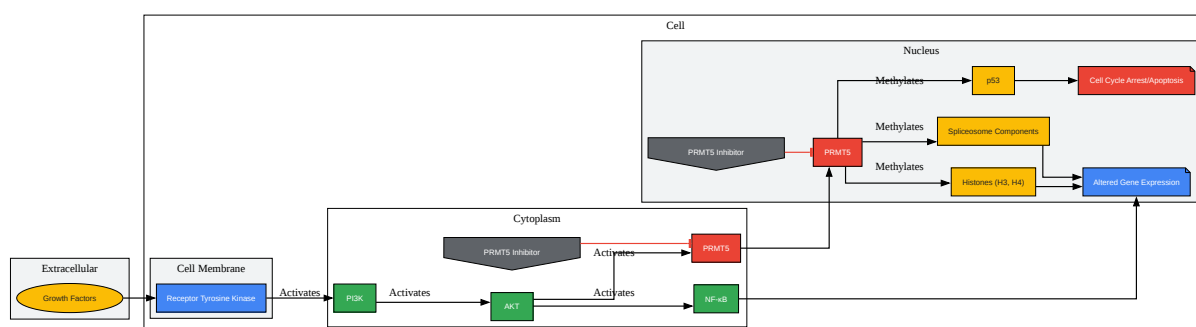 Cell
Nucleus
Methylates
p53
Cell Cycle Arrest/Apoptosis
Methylates
Spliceosome Components
PRMT5 Inhibitor
PRMT5
Methylates
Histones (H3, H4)
Altered Gene Expression
Cytoplasm
PRMT5 Inhibitor
Activates
PRMT5
Extracellular
Growth Factors
Cell Membrane
Receptor Tyrosine Kinase
Activates
PI3K
Activates
AKT
Activates
NF-κB